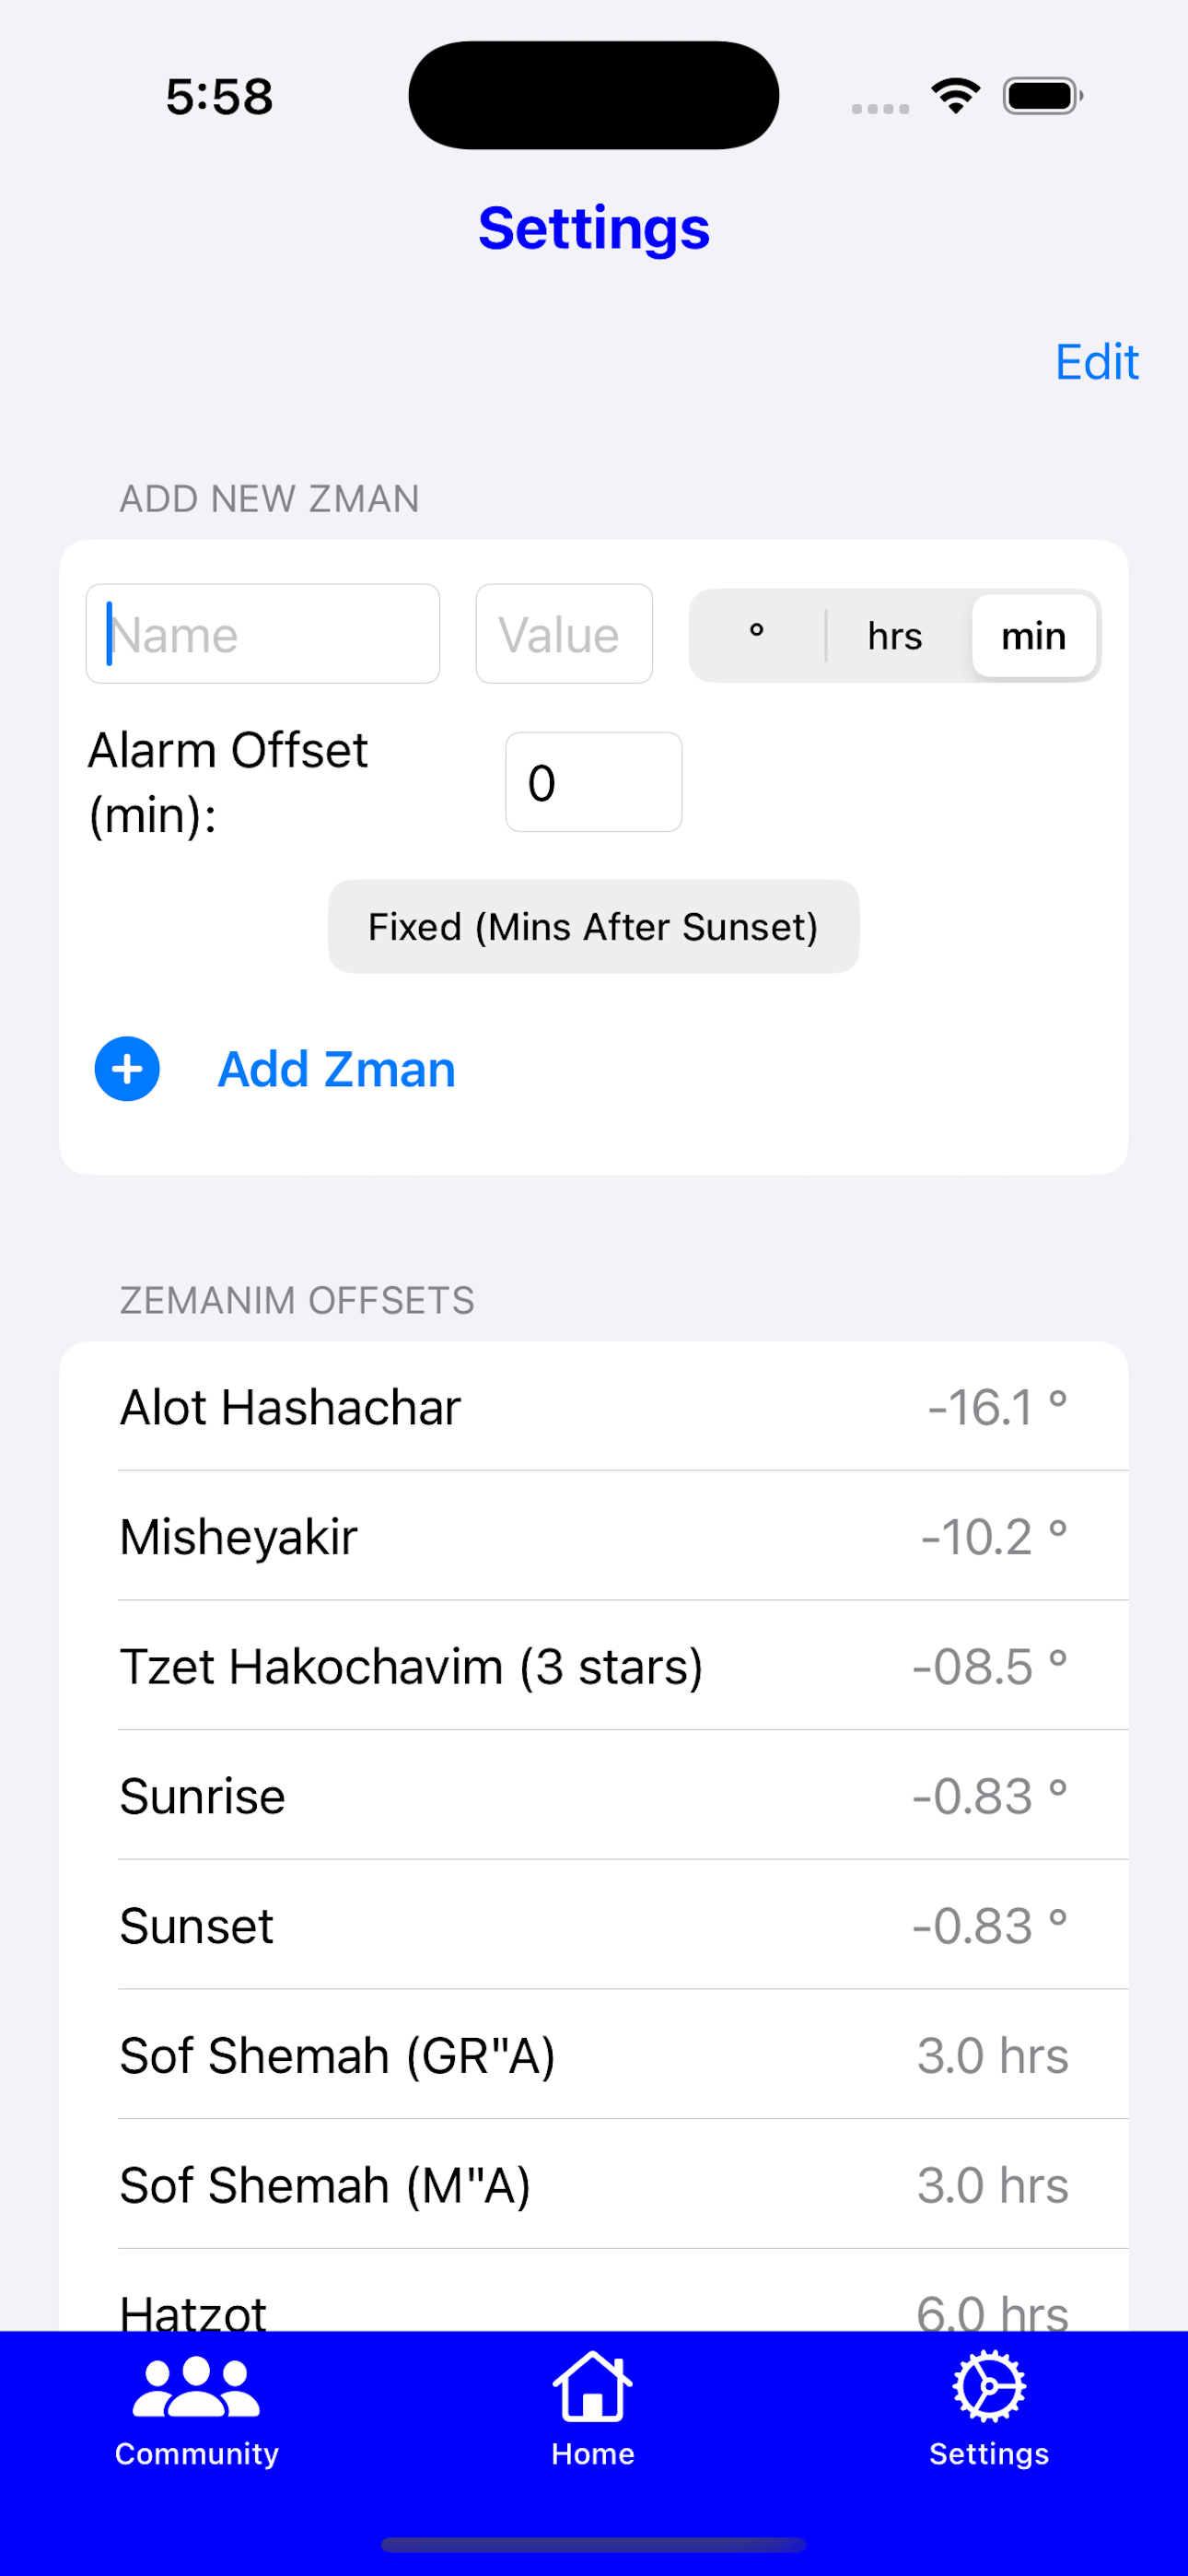 5:58
Settings
Edit
ADD NEW ZMAN
Name Value ° hrs min
Alarm Offset
(min):
0
Fixed (Mins After Sunset)
Add Zman
ZEMANIM OFFSETS
Alot Hashachar -16.1 °
Misheyakir -10.2 °
Tzet Hakochavim (3 stars) -08.5 °
Sunrise -0.83 °
Sunset -0.83 °
Sof Shemah (GR"A) 3.0 hrs
Sof Shemah (M"A) 3.0 hrs
Hatzot 6.0 hrs
Community Home Settings